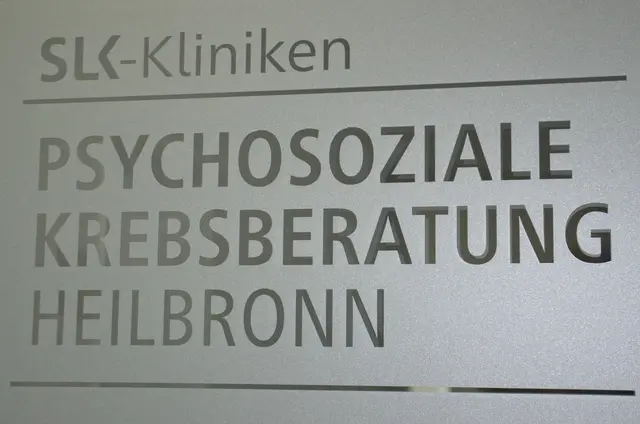 SLK-Kliniken
PSYCHOSOZIALE
KREBSBERATUNG
HEILBRONN